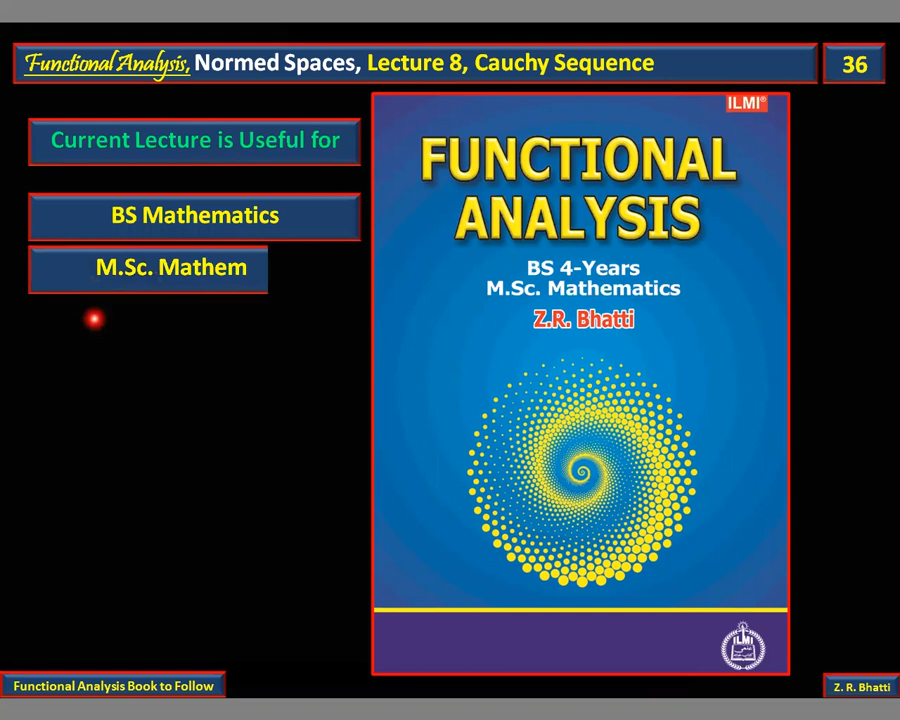 Functional Analysis, Normed Spaces, Lecture 8, Cauchy Sequence
36
Current Lecture is Useful for
BS Mathematics
M.Sc. Mathem
ILMI®
FUNCTIONAL
ANALYSIS
BS 4-Years
M.Sc. Mathematics
Z.R. Bhatti
ILMI
Functional Analysis Book to Follow
Z. R. Bhatti